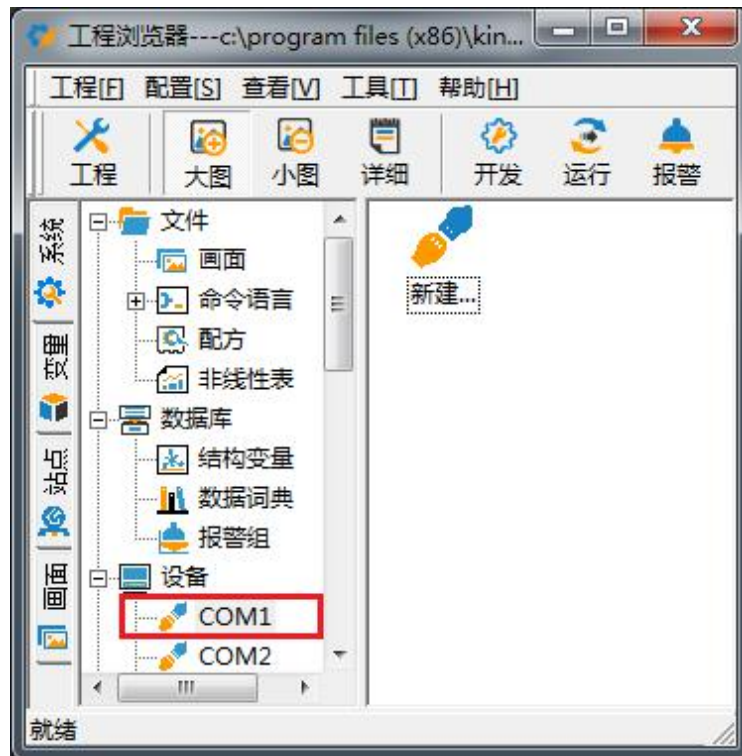 工程浏览器---c:\program files (x86)\kin...
工程[F] 配置[S] 查看[V] 工具[T] 帮助[H]
工程 大图 小图 详细 开发 运行 报警
系统
变量
站点
画面
文件
画面
命令语言
配方
非线性表
数据库
结构变量
数据词典
报警组
设备
COM1
COM2
新建...
就绪